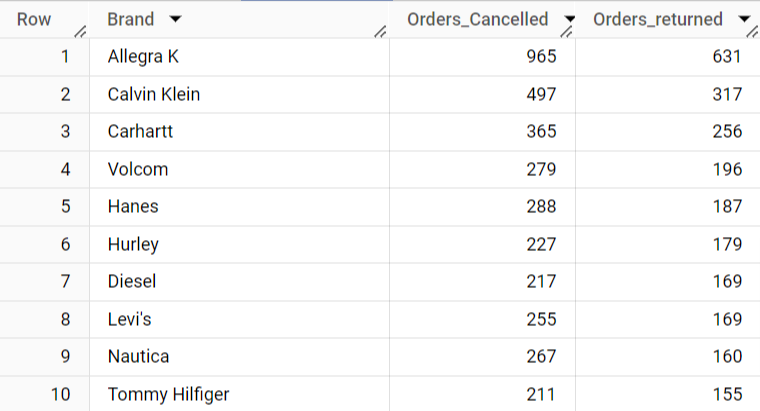 Row Brand Orders_Cancelled Orders_returned
1 Allegra K 965 631
2 Calvin Klein 497 317
3 Carhartt 365 256
4 Volcom 279 196
5 Hanes 288 187
6 Hurley 227 179
7 Diesel 217 169
8 Levi's 255 169
9 Nautica 267 160
10 Tommy Hilfiger 211 155